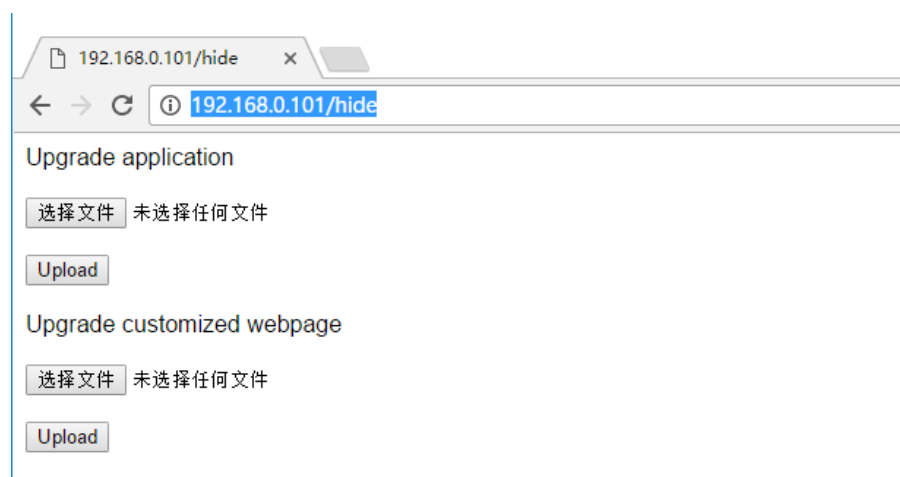 192.168.0.101/hide
192.168.0.101/hide
Upgrade application
选择文件 未选择任何文件
Upload
Upgrade customized webpage
选择文件 未选择任何文件
Upload